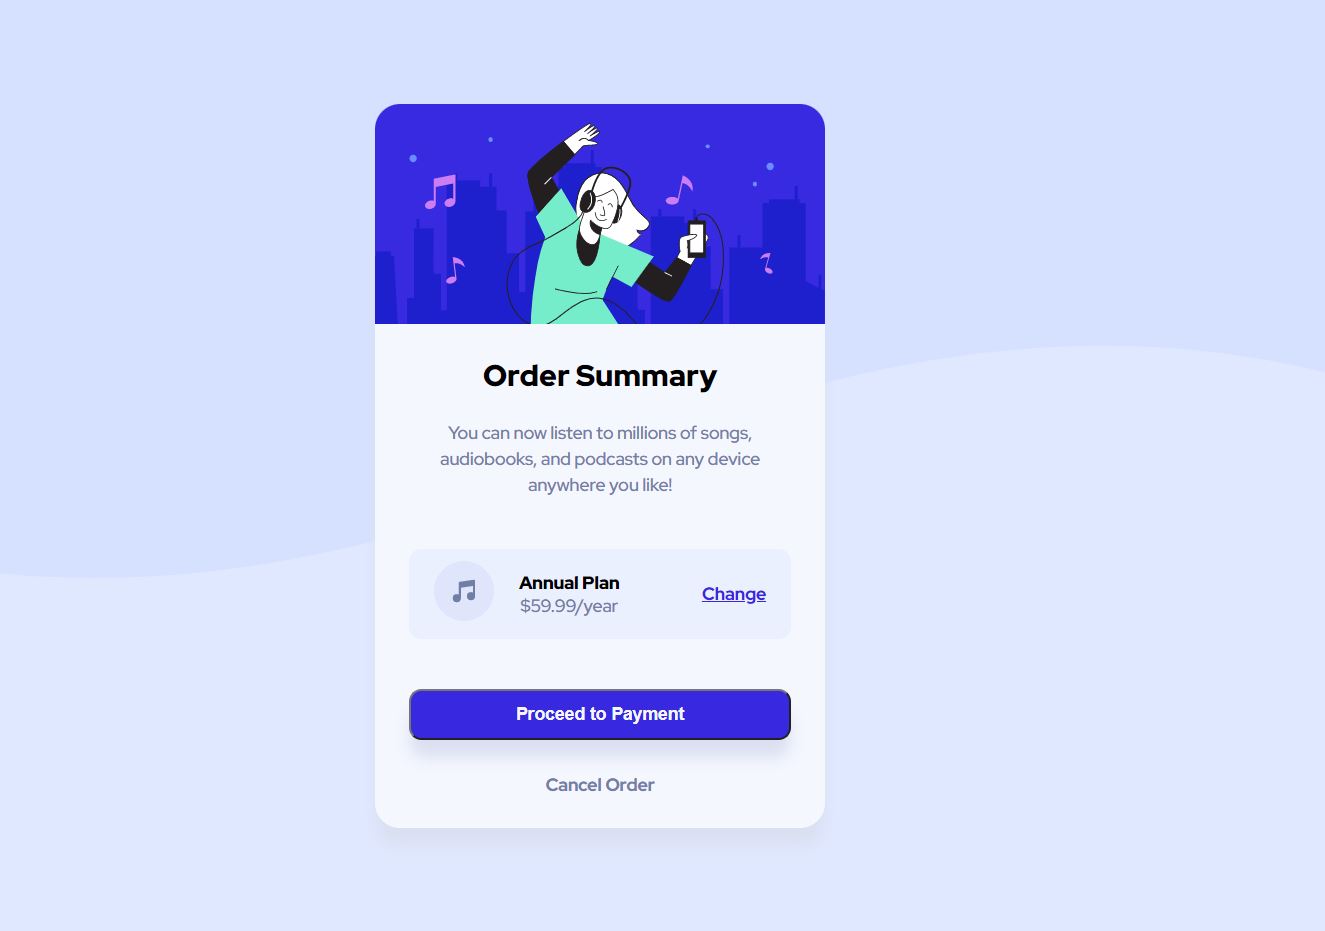 Order Summary
You can now listen to millions of songs,
audiobooks, and podcasts on any device
anywhere you like!
Annual Plan
$59.99/year
Change
Proceed to Payment
Cancel Order